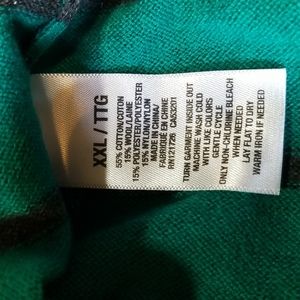 XXL / TTG
55% COTTON/COTON
15% WOOL/LAINE
15% POLYESTER/POLYESTER
15% NYLON/NYLON
MADE IN CHINA/
FABRIQUE EN CHINE
RN121726 CA53201
TURN GARMENT INSIDE OUT
MACHINE WASH COLD
WITH LIKE COLORS
GENTLE CYCLE
ONLY NON-CHLORINE BLEACH
WHEN NEEDED
LAY FLAT TO DRY
WARM IRON IF NEEDED